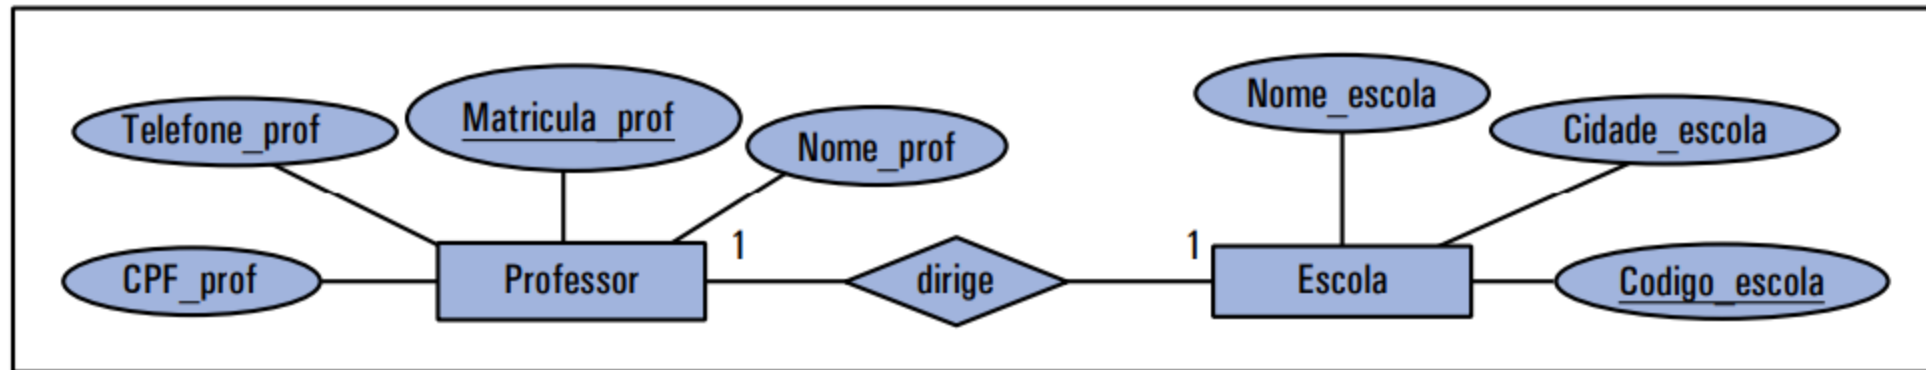 Nome_escola
Telefone_prof
Matricula_prof
Nome_prof
Cidade_escola
CPF_prof
Professor
1
dirige
1
Escola
Codigo_escola